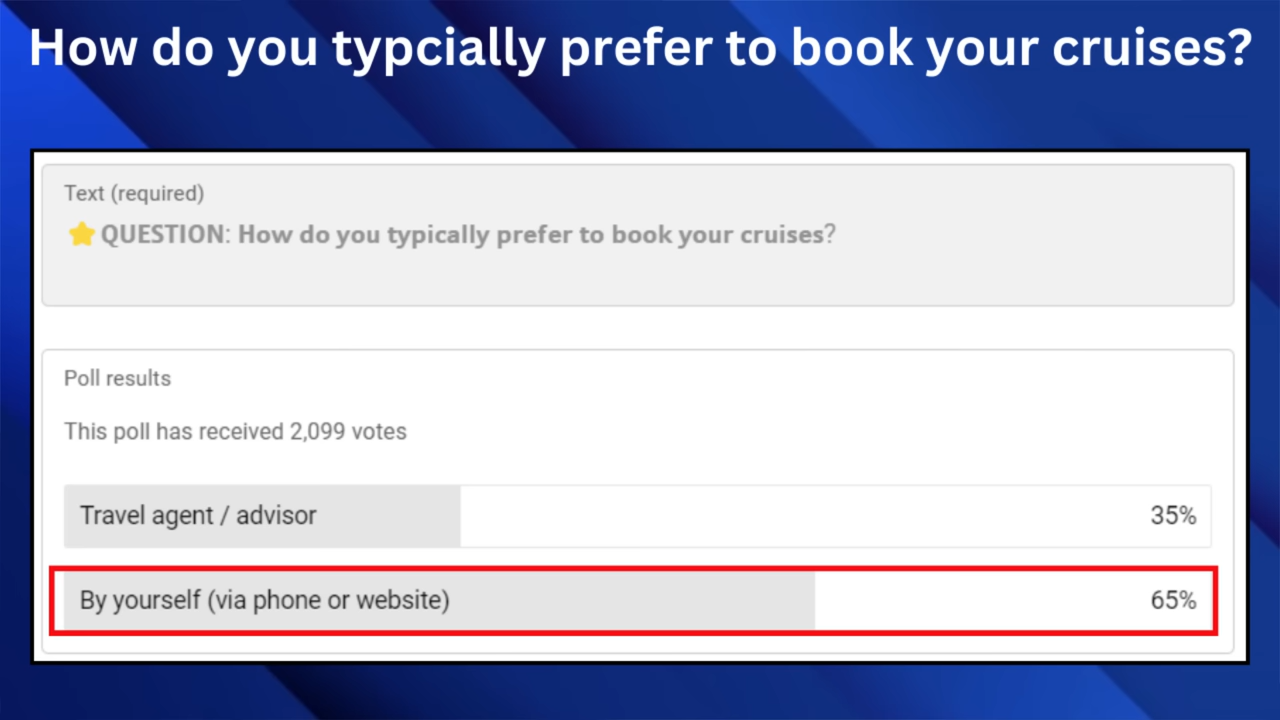 How do you typcially prefer to book your cruises?
Text (required)
⭐ QUESTION: How do you typically prefer to book your cruises?
Poll results
This poll has received 2,099 votes
Travel agent / advisor 35%
By yourself (via phone or website) 65%